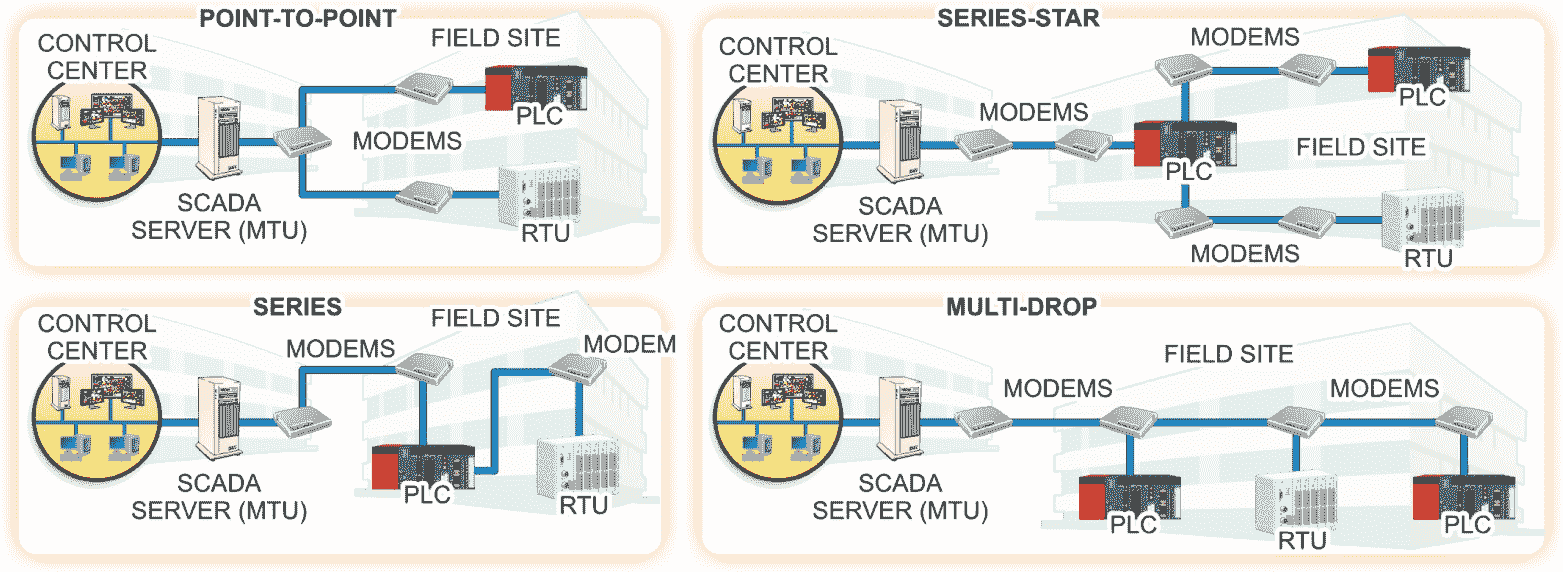 POINT-TO-POINT
CONTROL
CENTER
FIELD SITE
PLC
MODEMS
SCADA
SERVER (MTU)
RTU
SERIES-STAR
CONTROL
CENTER
MODEMS
PLC
MODEMS
FIELD SITE
PLC
SCADA
SERVER (MTU)
MODEMS
RTU
SERIES
CONTROL
CENTER
FIELD SITE
MODEMS
MODEM
SCADA
SERVER (MTU)
PLC
RTU
MULTI-DROP
CONTROL
CENTER
FIELD SITE
MODEMS
MODEMS
SCADA
SERVER (MTU)
PLC
RTU
PLC